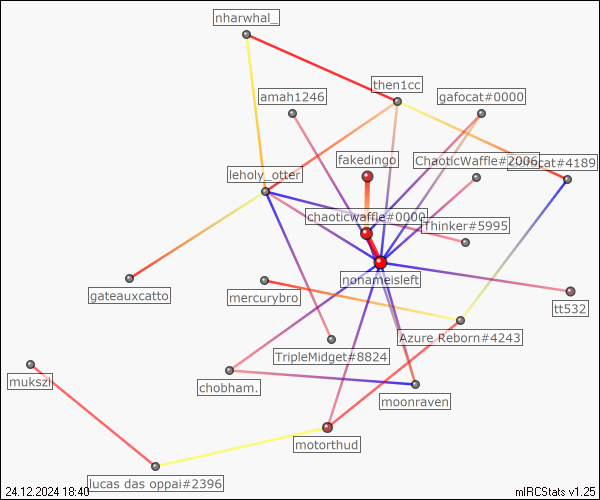 nharwhal_
then1cc
amah1246
gafocat#0000
fakedingo
ChaoticWaffle#2006
cat#4189
leholy_otter
chaoticwaffle#0000
Thinker#5995
nonameisleft
gateauxcatto
mercurybro
tt532
Azure Reborn#4243
TripleMidget#8824
mukszi
chobham.
moonraven
motorthud
lucas das oppai#2396
24.12.2024 18:40
mIRCStats v1.25